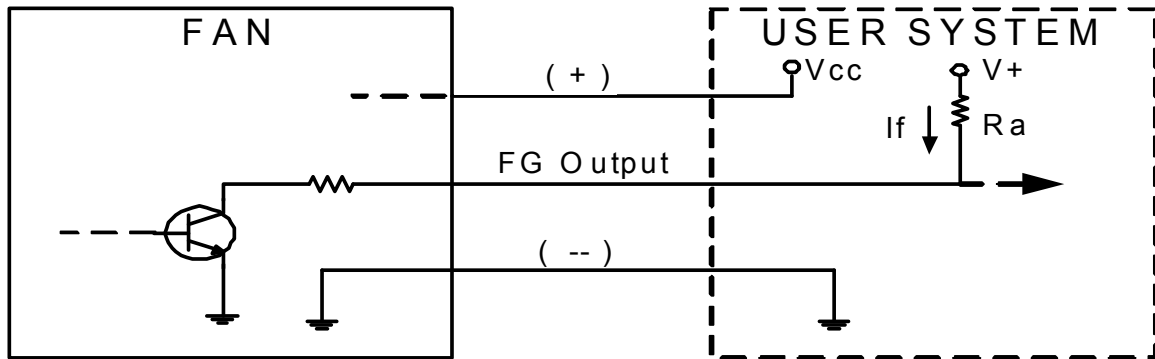 FAN
USER SYSTEM
( + )
Vcc
V+
If
Ra
FG Output
( -- )